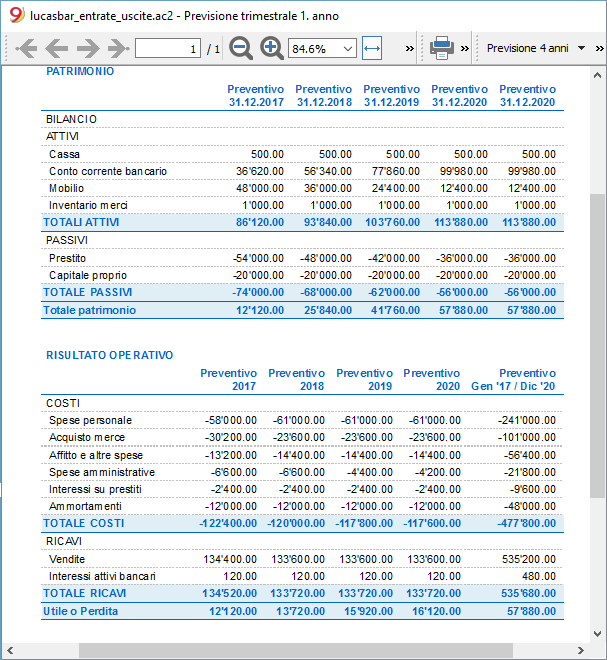 lucasbar_entrate_uscite.ac2 - Previsione trimestrale 1. anno
1 / 1 84.6% » » Previsione 4 anni »
PATRIMONIO
Preventivo Preventivo Preventivo Preventivo Preventivo
31.12.2017 31.12.2018 31.12.2019 31.12.2020 31.12.2020
BILANCIO
ATTIVI
Cassa 500.00 500.00 500.00 500.00 500.00
Conto corrente bancario 36'620.00 56'340.00 77'860.00 99'980.00 99'980.00
Mobilio 48'000.00 36'000.00 24'400.00 12'400.00 12'400.00
Inventario merci 1'000.00 1'000.00 1'000.00 1'000.00 1'000.00
TOTALI ATTIVI 86'120.00 93'840.00 103'760.00 113'880.00 113'880.00
PASSIVI
Prestito -54'000.00 -48'000.00 -42'000.00 -36'000.00 -36'000.00
Capitale proprio -20'000.00 -20'000.00 -20'000.00 -20'000.00 -20'000.00
TOTALE PASSIVI -74'000.00 -68'000.00 -62'000.00 -56'000.00 -56'000.00
Totale patrimonio 12'120.00 25'840.00 41'760.00 57'880.00 57'880.00
RISULTATO OPERATIVO
Preventivo Preventivo Preventivo Preventivo Preventivo
2017 2018 2019 2020 Gen '17 / Dic '20
COSTI
Spese personale -58'000.00 -61'000.00 -61'000.00 -61'000.00 -241'000.00
Acquisto merce -30'200.00 -23'600.00 -23'600.00 -23'600.00 -101'000.00
Affitto e altre spese -13'200.00 -14'400.00 -14'400.00 -14'400.00 -56'400.00
Spese amministrative -6'600.00 -6'600.00 -4'400.00 -4'200.00 -21'800.00
Interessi su prestiti -2'400.00 -2'400.00 -2'400.00 -2'400.00 -9'600.00
Ammortamenti -12'000.00 -12'000.00 -12'000.00 -12'000.00 -48'000.00
TOTALE COSTI -122'400.00 -120'000.00 -117'800.00 -117'600.00 -477'800.00
RICAVI
Vendite 134'400.00 133'600.00 133'600.00 133'600.00 535'200.00
Interessi attivi bancari 120.00 120.00 120.00 120.00 480.00
TOTALE RICAVI 134'520.00 133'720.00 133'720.00 133'720.00 535'680.00
Utile o Perdita 12'120.00 13'720.00 15'920.00 16'120.00 57'880.00